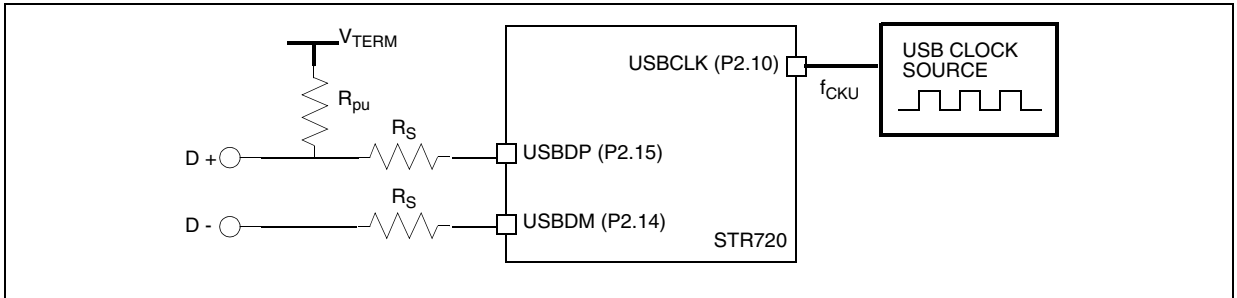 VTERM
USBCLK (P2.10)
USB CLOCK
SOURCE
fCKU
Rpu
RS
D +
USBDP (P2.15)
RS
D -
USBDM (P2.14)
STR720